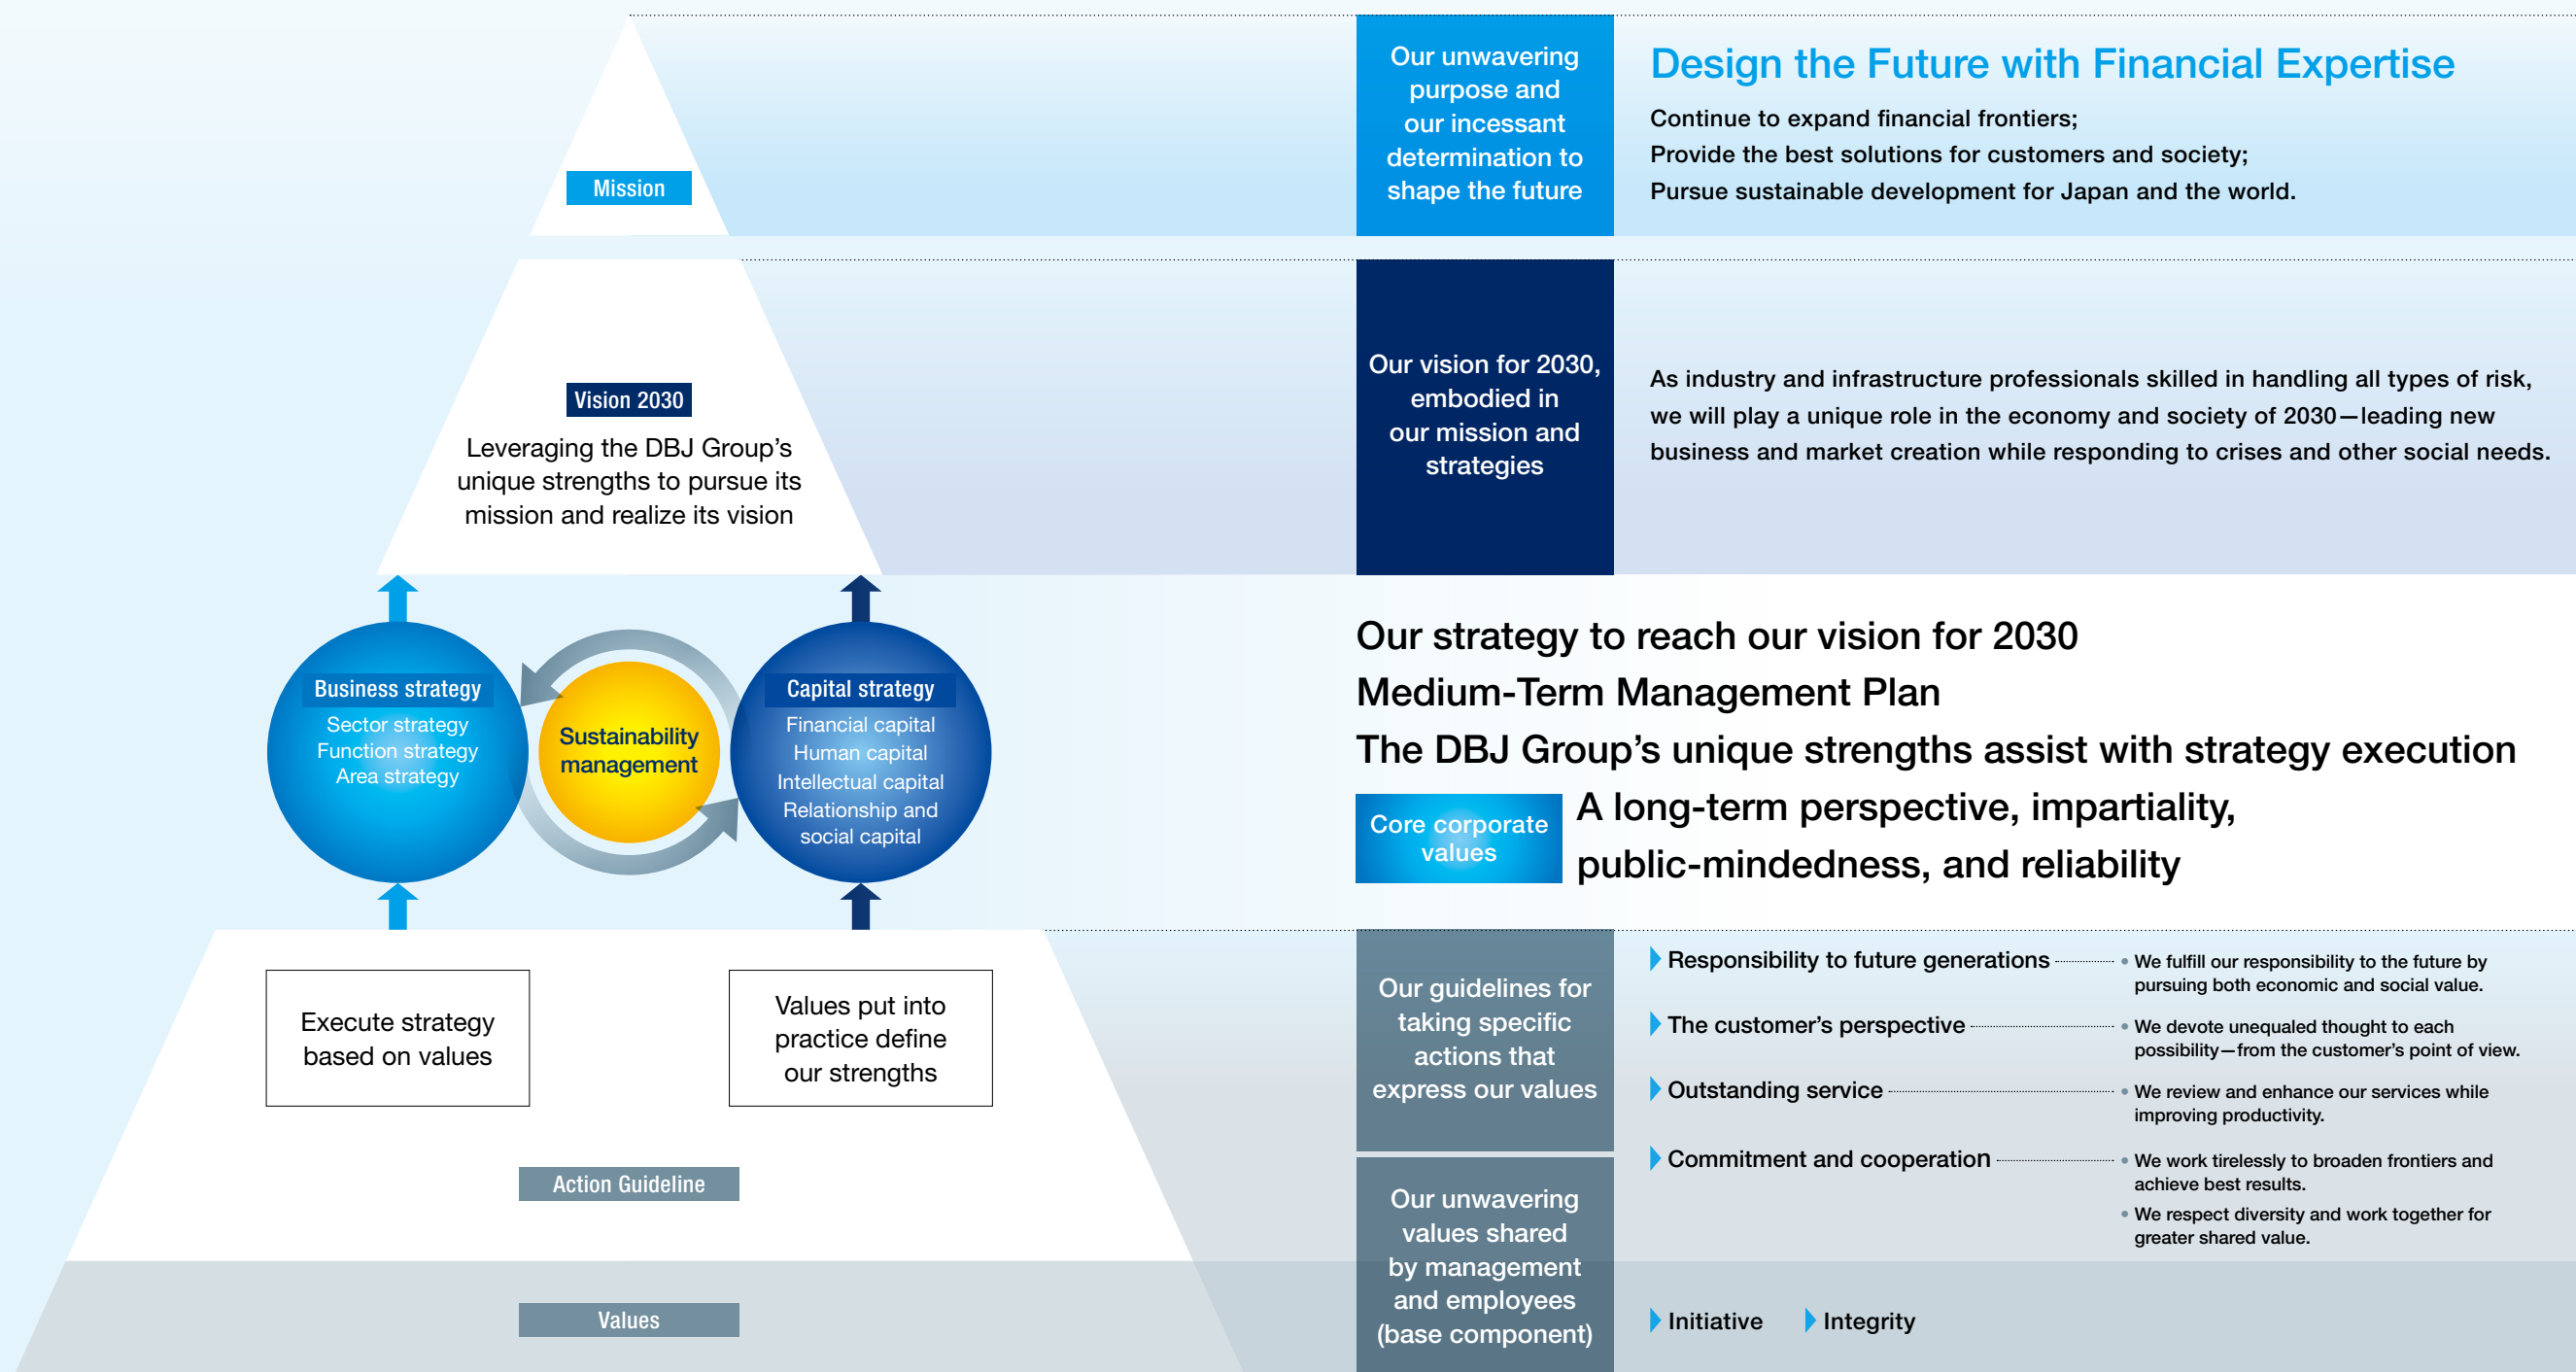 Mission
Our unwavering
purpose and
our incessant
determination to
shape the future
Design the Future with Financial Expertise
Continue to expand financial frontiers;
Provide the best solutions for customers and society;
Pursue sustainable development for Japan and the world.
Vision 2030
Leveraging the DBJ Group’s
unique strengths to pursue its
mission and realize its vision
Our vision for 2030,
embodied in
our mission and
strategies
As industry and infrastructure professionals skilled in handling all types of risk,
we will play a unique role in the economy and society of 2030—leading new
business and market creation while responding to crises and other social needs.
Business strategy
Sector strategy
Function strategy
Area strategy
Sustainability
management
Capital strategy
Financial capital
Human capital
Intellectual capital
Relationship and
social capital
Our strategy to reach our vision for 2030
Medium-Term Management Plan
The DBJ Group’s unique strengths assist with strategy execution
Core corporate
values
A long-term perspective, impartiality,
public-mindedness, and reliability
Execute strategy
based on values
Values put into
practice define
our strengths
Action Guideline
Our guidelines for
taking specific
actions that
express our values
Responsibility to future generations
• We fulfill our responsibility to the future by
pursuing both economic and social value.
The customer’s perspective
• We devote unequaled thought to each
possibility—from the customer’s point of view.
Outstanding service
• We review and enhance our services while
improving productivity.
Commitment and cooperation
• We work tirelessly to broaden frontiers and
achieve best results.
• We respect diversity and work together for
greater shared value.
Values
Our unwavering
values shared
by management
and employees
(base component)
Initiative
Integrity